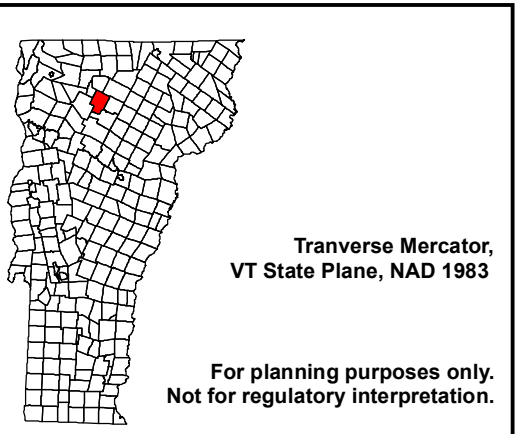 Tranverse Mercator,
VT State Plane, NAD 1983
For planning purposes only.
Not for regulatory interpretation.